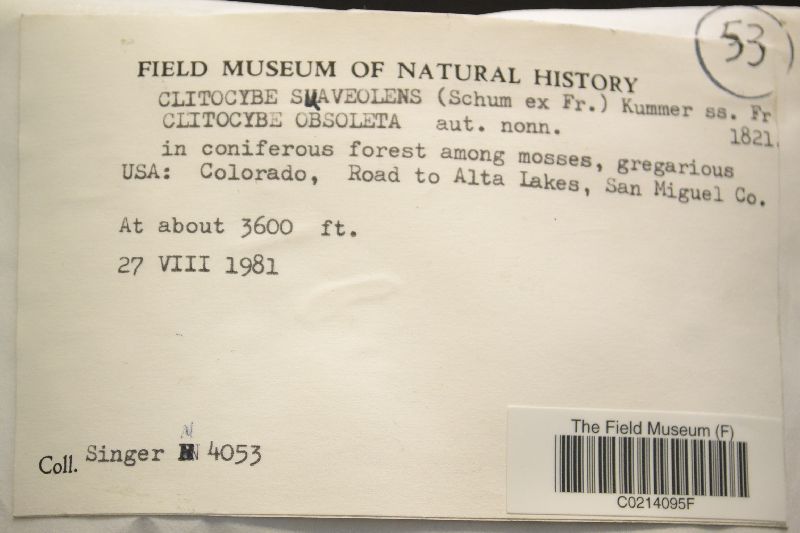 53
FIELD MUSEUM OF NATURAL HISTORY
CLITOCYBE SUAVEOLENS (Schum ex Fr.) Kummer ss. Fr
1821.
CLITOCYBE OBSOLETA aut. nonn.
in coniferous forest among mosses, gregarious
USA: Colorado, Road to Alta Lakes, San Miguel Co.
At about 3600 ft.
27 VIII 1981
Coll. Singer N 4053
The Field Museum (F)
C0214095F